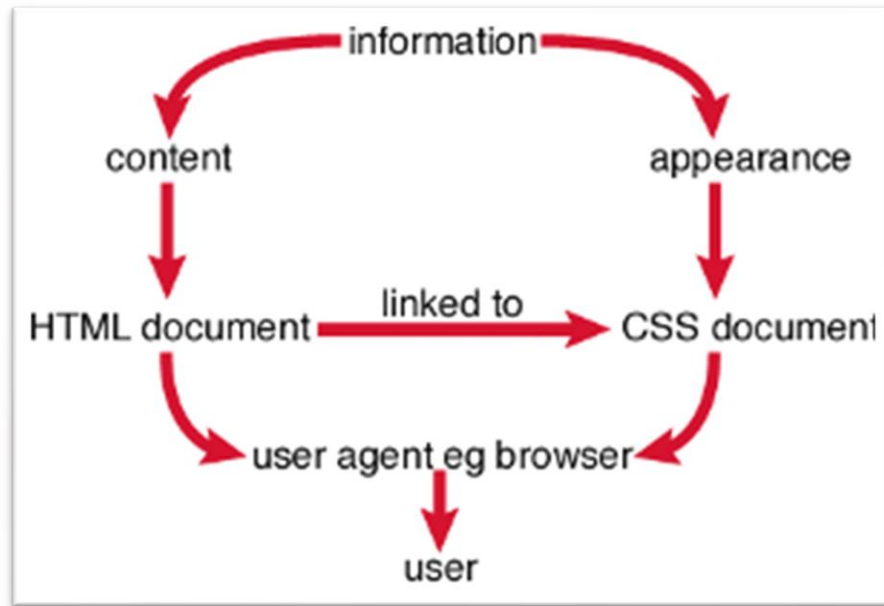 information
content
appearance
HTML document
linked to
CSS document
user agent eg browser
user